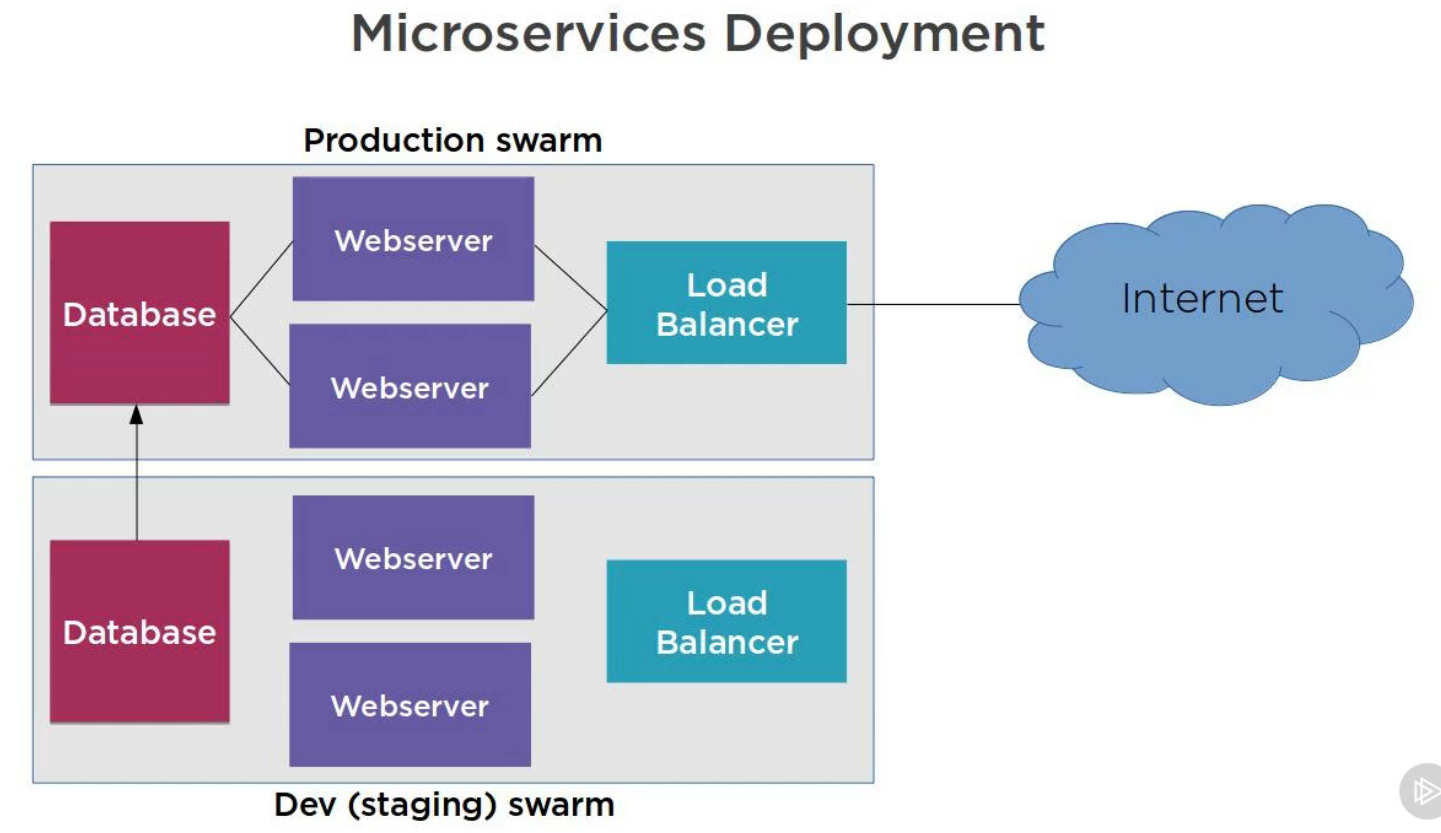 Microservices Deployment
Production swarm
Database
Webserver
Webserver
Load
Balancer
Internet
Database
Webserver
Webserver
Load
Balancer
Dev (staging) swarm